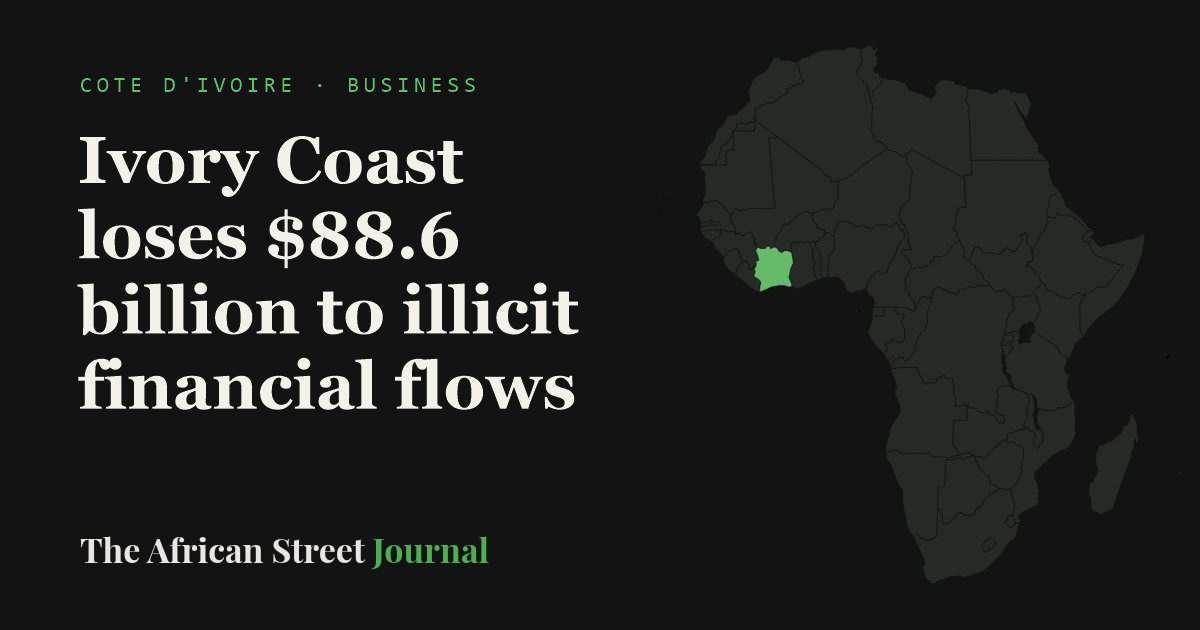 COTE D'IVOIRE · BUSINESS
Ivory Coast
loses $88.6
billion to illicit
financial flows
The African Street Journal